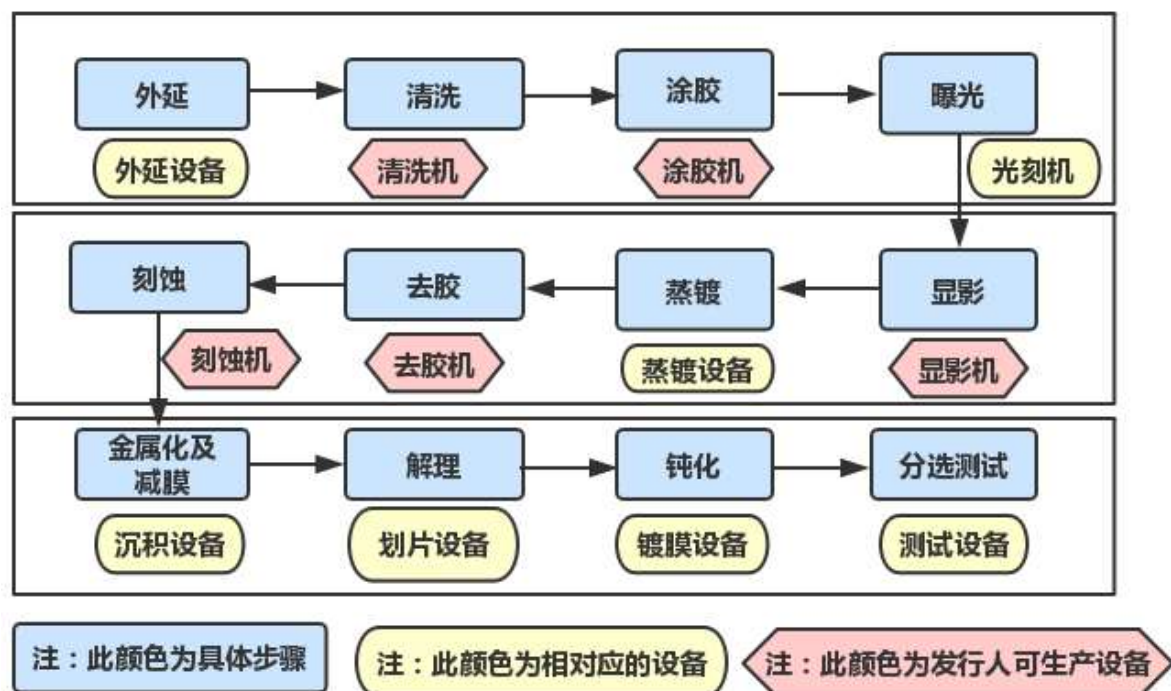 外延
清洗
涂胶
曝光
外延设备
清洗机
涂胶机
光刻机
刻蚀
去胶
蒸镀
显影
刻蚀机
去胶机
蒸镀设备
显影机
金属化及
减膜
解理
钝化
分选测试
沉积设备
划片设备
镀膜设备
测试设备
注：此颜色为具体步骤
注：此颜色为相对应的设备
注：此颜色为发行人可生产设备